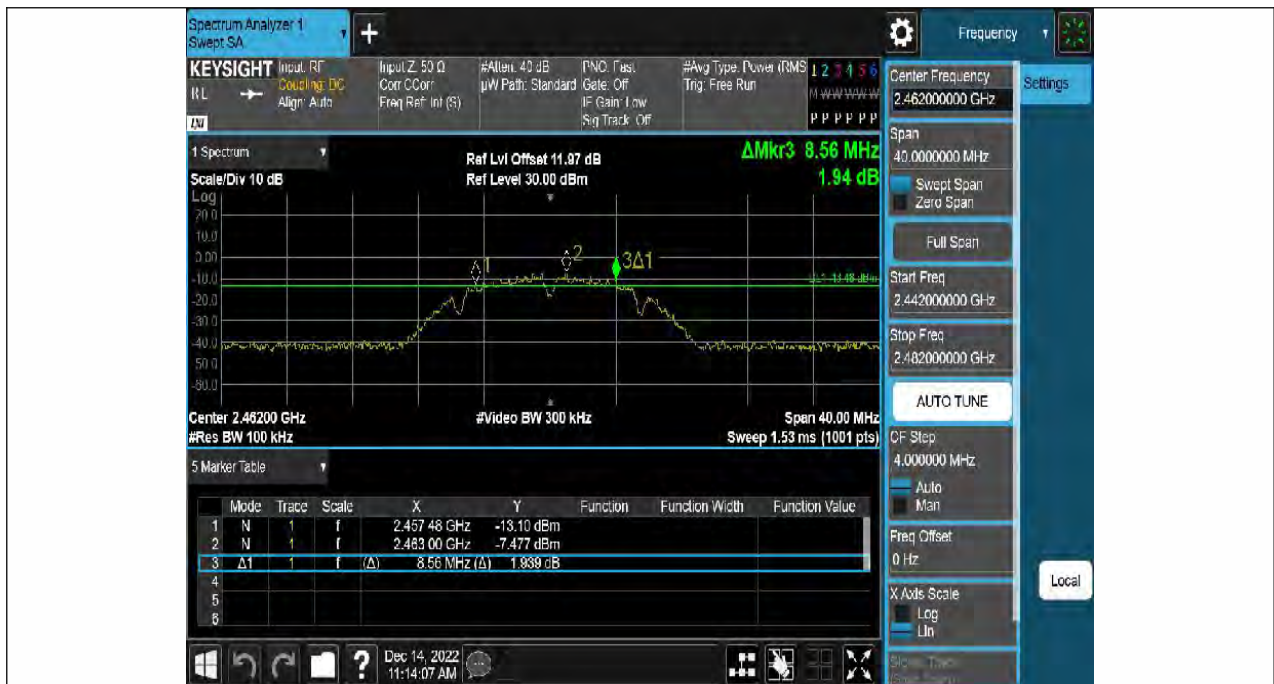 Spectrum Analyzer 1
Swept SA
+
Frequency
KEYSIGHT
RL
LXI
Input: RF
Coupling: DC
Align: Auto
Input Z: 50 Ω
Corr CCorr
Freq Ref: Int (S)
#Atten: 40 dB
µW Path: Standard
PNO: Fast
Gate: Off
IF Gain: Low
Sig Track: Off
#Avg Type: Power (RMS
Trig: Free Run
1 2 3 4 5 6
M W W W W W
P P P P P P
1 Spectrum
Scale/Div 10 dB
Ref Lvl Offset 11.97 dB
Ref Level 30.00 dBm
ΔMkr3 8.56 MHz
1.94 dB
Log
20.0
10.0
0.00
-10.0
-20.0
-30.0
-40.0
-50.0
-60.0
1
2
3Δ1
DL1 -13.48 dBm
Center 2.46200 GHz
#Video BW 300 kHz
Span 40.00 MHz
#Res BW 100 kHz
Sweep 1.53 ms (1001 pts)
5 Marker Table
Mode Trace Scale X Y Function Function Width Function Value
1 N 1 f 2.457 48 GHz -13.10 dBm
2 N 1 f 2.463 00 GHz -7.477 dBm
3 Δ1 1 f (Δ) 8.56 MHz (Δ) 1.939 dB
4
5
6
?
Dec 14, 2022
11:14:07 AM
Center Frequency
2.462000000 GHz
Settings
Span
40.0000000 MHz
Swept Span
Zero Span
Full Span
Start Freq
2.442000000 GHz
Stop Freq
2.482000000 GHz
AUTO TUNE
CF Step
4.000000 MHz
Auto
Man
Freq Offset
0 Hz
X Axis Scale
Log
Lin
Local